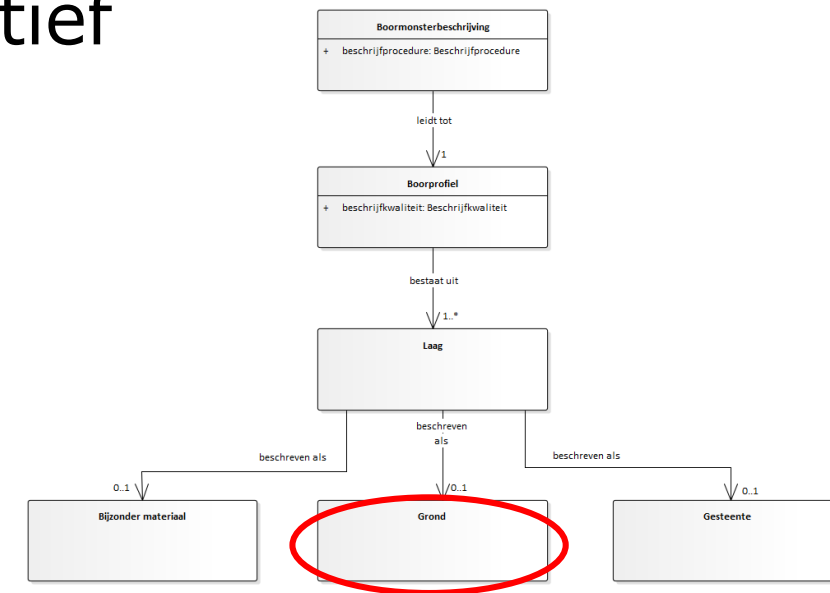 tief
Boormonsterbeschrijving
+ beschrijfprocedure: Beschrijfprocedure
leidt tot
1
Boorprofiel
+ beschrijfkwaliteit: Beschrijfkwaliteit
bestaat uit
1..*
Laag
beschreven als
beschreven
als
beschreven als
0..1
0..1
0..1
Bijzonder materiaal
Grond
Gesteente